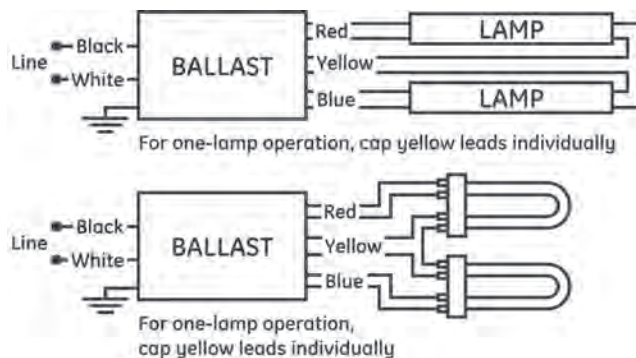 Red
LAMP
Line
Black
White
BALLAST
Yellow
Blue
LAMP
For one-lamp operation, cap yellow leads individually
Line
Black
White
BALLAST
Red
Yellow
Blue
For one-lamp operation,
cap yellow leads individually